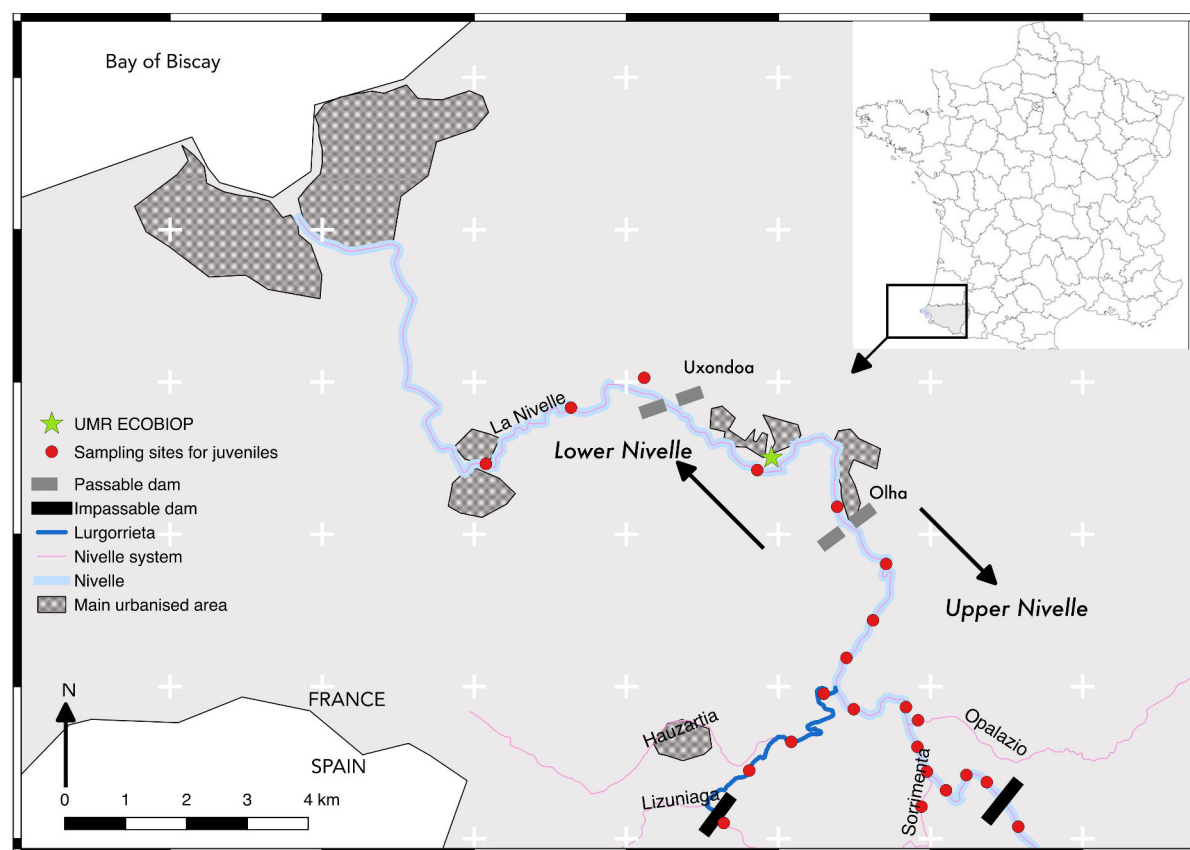 Bay of Biscay
Uxondoa
La Nivelle
Lower Nivelle
Olha
Upper Nivelle
UMR ECOBIOP
Sampling sites for juveniles
Passable dam
Impassable dam
Lurgorrieta
Nivelle system
Nivelle
Main urbanised area
N
FRANCE
SPAIN
0 1 2 3 4 km
Hauzartia
Lizuniaga
Sorrimenta
Opalazio